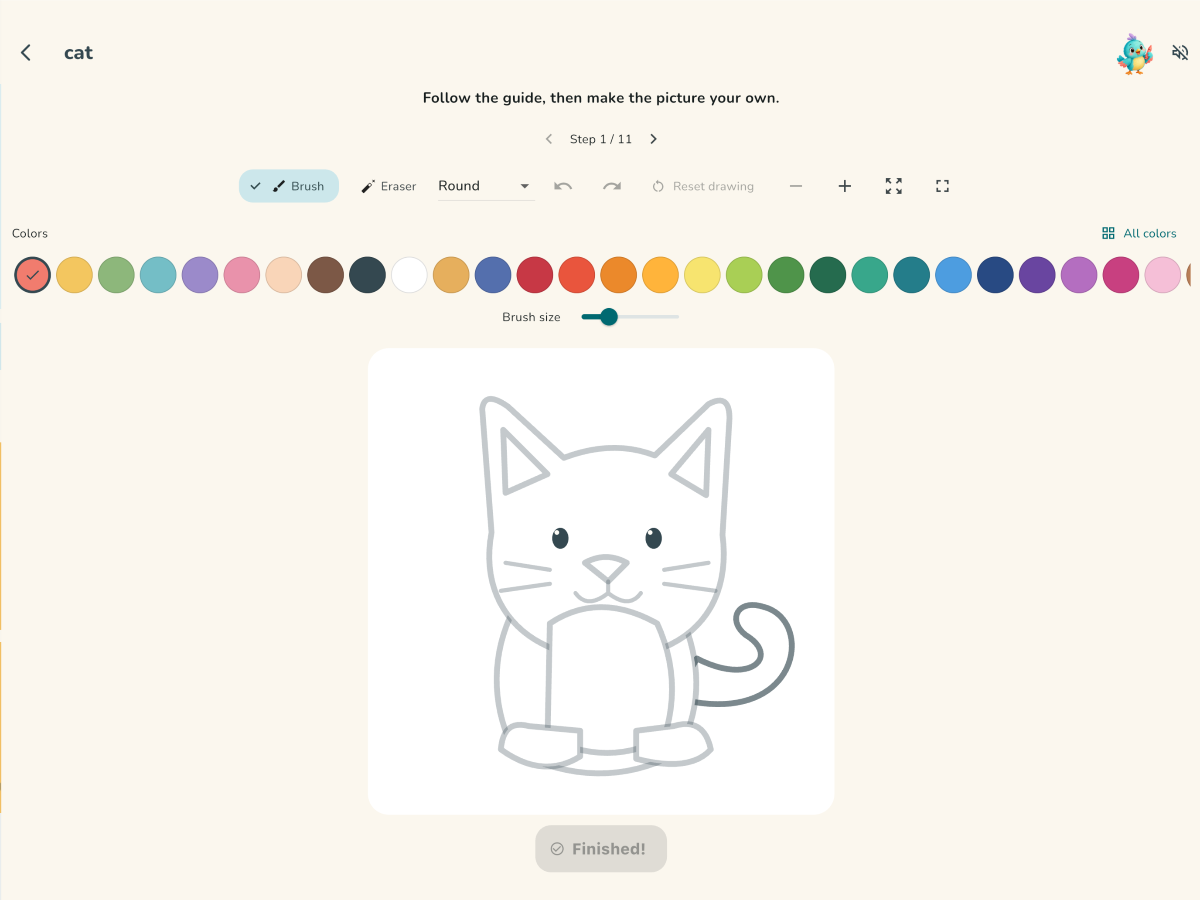 cat
Follow the guide, then make the picture your own.
Step 1 / 11
Brush
Eraser
Round
Reset drawing
Colors
All colors
Brush size
Finished!